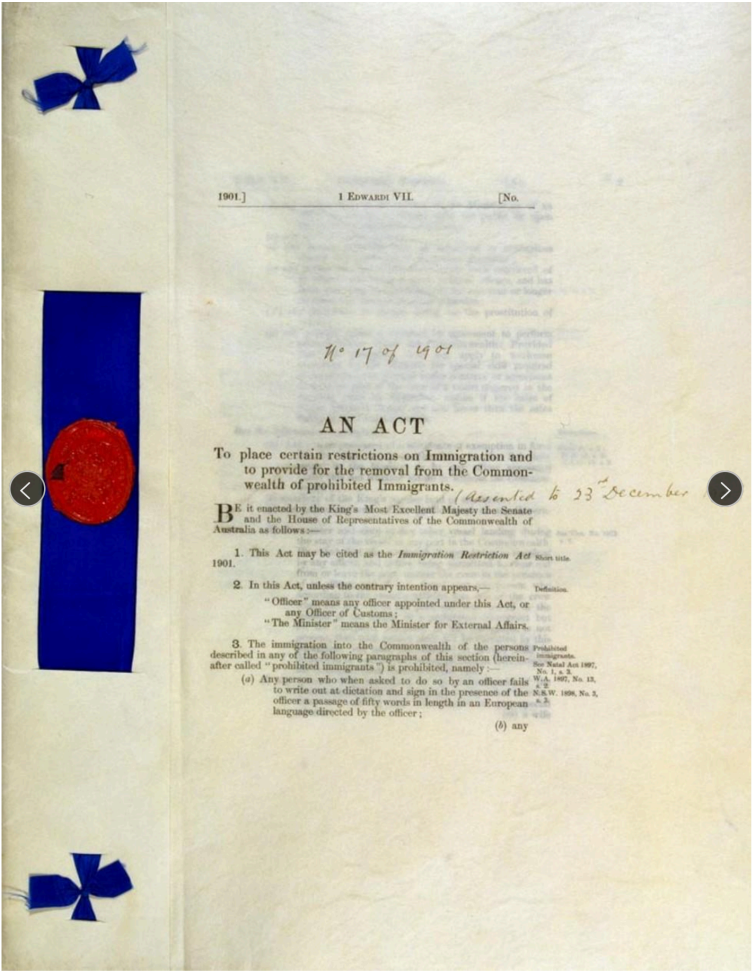 1901.] 1 EDWARDI VII. [No.
No 17 of 1901
AN ACT
To place certain restrictions on Immigration and
to provide for the removal from the Common-
wealth of prohibited Immigrants.
(Assented to 23rd December
BE it enacted by the King's Most Excellent Majesty the Senate
and the House of Representatives of the Commonwealth of
Australia as follows:—
1. This Act may be cited as the Immigration Restriction Act Short title.
1901.
2. In this Act, unless the contrary intention appears,— Definition.
"Officer" means any officer appointed under this Act, or
any Officer of Customs;
"The Minister" means the Minister for External Affairs.
3. The immigration into the Commonwealth of the persons Prohibited
described in any of the following paragraphs of this section (herein- immigrants.
after called "prohibited immigrants") is prohibited, namely:— See Natal Act 1897,
No. 1, s. 3.
(a) Any person who when asked to do so by an officer fails W.A. 1897, No. 13,
to write out at dictation and sign in the presence of the N.S.W. 1898, No. 3,
officer a passage of fifty words in length in an European
language directed by the officer;
(b) any